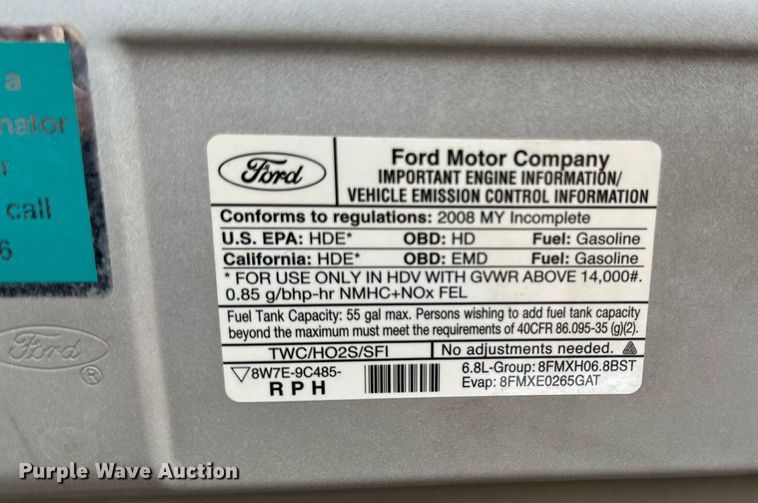 a
nator
r
call
6
Ford
®
Ford
Ford Motor Company
IMPORTANT ENGINE INFORMATION/
VEHICLE EMISSION CONTROL INFORMATION
Conforms to regulations: 2008 MY Incomplete
U.S. EPA: HDE* OBD: HD Fuel: Gasoline
California: HDE* OBD: EMD Fuel: Gasoline
* FOR USE ONLY IN HDV WITH GVWR ABOVE 14,000#.
0.85 g/bhp-hr NMHC+NOx FEL
Fuel Tank Capacity: 55 gal max. Persons wishing to add fuel tank capacity
beyond the maximum must meet the requirements of 40CFR 86.095-35 (g)(2).
TWC/HO2S/SFI No adjustments needed.
8W7E-9C485-
RPH
6.8L-Group: 8FMXH06.8BST
Evap: 8FMXE0265GAT
Purple Wave Auction